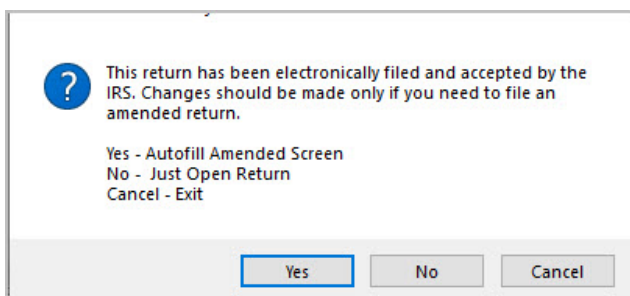 ?
This return has been electronically filed and accepted by the
IRS. Changes should be made only if you need to file an
amended return.
Yes - Autofill Amended Screen
No - Just Open Return
Cancel - Exit
Yes No Cancel